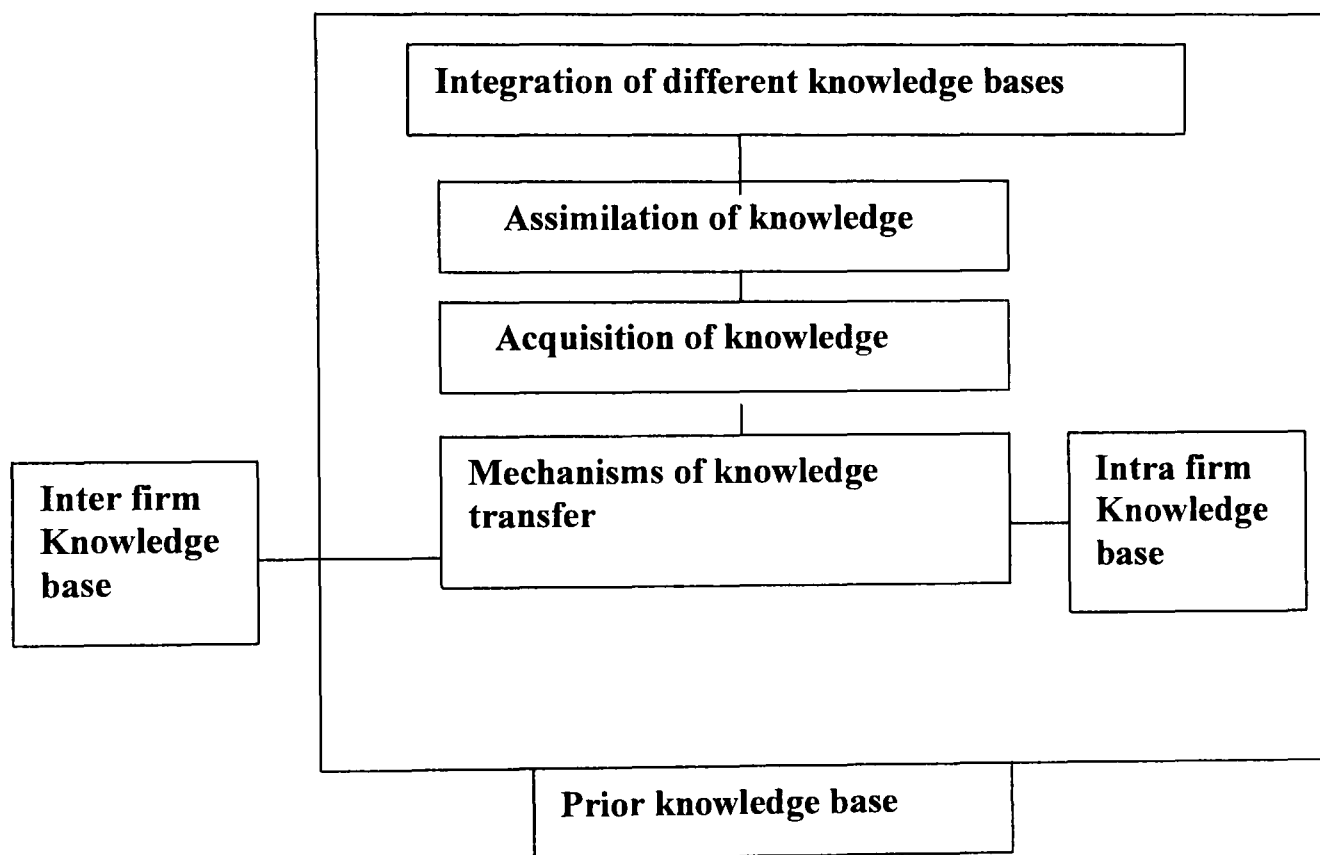 Integration of different knowledge bases
Assimilation of knowledge
Acquisition of knowledge
Mechanisms of knowledge
transfer
Inter firm
Knowledge
base
Intra firm
Knowledge
base
Prior knowledge base